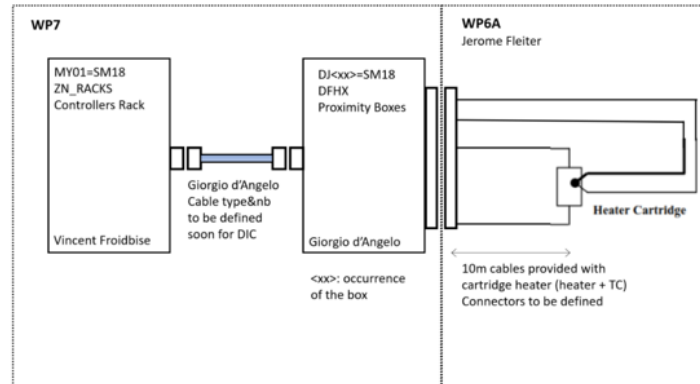 WP7
MY01=SM18
ZN_RACKS
Controllers Rack
Vincent Froidbise
Giorgio d'Angelo
Cable type&nb
to be defined
soon for DIC
DJ<xx>=SM18
DFHX
Proximity Boxes
Giorgio d'Angelo
<xx>: occurrence
of the box
WP6A
Jerome Fleiter
Heater Cartridge
10m cables provided with
cartridge heater (heater + TC)
Connectors to be defined